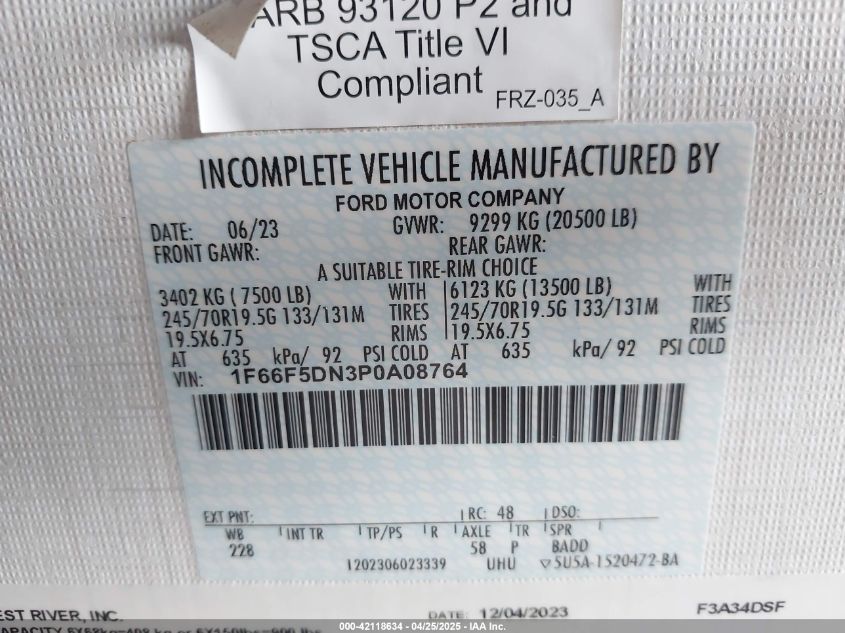 ARB 93120 P2 and
TSCA Title VI
Compliant
FRZ-035_A
INCOMPLETE VEHICLE MANUFACTURED BY
FORD MOTOR COMPANY
DATE: 06/23 GVWR: 9299 KG (20500 LB)
FRONT GAWR: REAR GAWR:
A SUITABLE TIRE-RIM CHOICE
3402 KG ( 7500 LB) WITH 6123 KG ( 13500 LB) WITH
245/70R19.5G 133/131M TIRES 245/70R19.5G 133/131M TIRES
19.5X6.75 RIMS 19.5X6.75 RIMS
AT 635 kPa/ 92 PSI COLD AT 635 kPa/ 92 PSI COLD
VIN: 1F66F5DN3P0A08764
EXT PNT: RC: 48 DSO:
WB INT TR TP/PS R AXLE TR SPR
228 58 P BADD
1202306023339 UHU 5U5A-1520472-BA
EST RIVER, INC. DATE: 12/04/2023 F3A34DSF
000-42118634 - 04/25/2025 - IAA Inc.